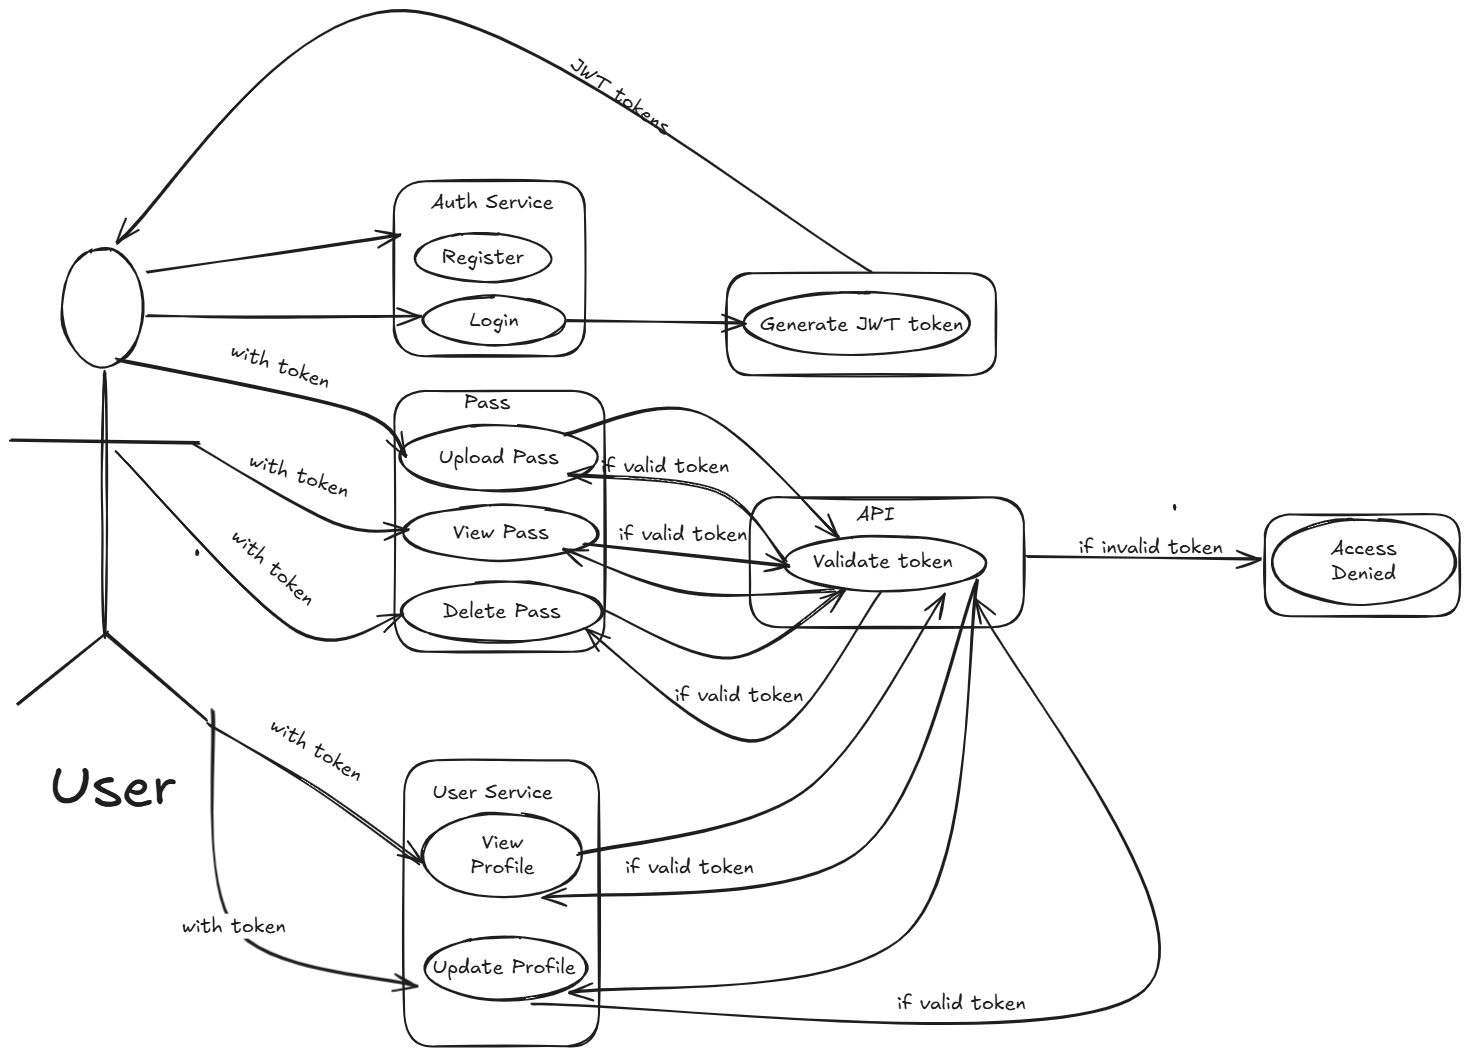 JWT tokens
Auth Service
Register
Login
Generate JWT token
with token
Pass
Upload Pass
if valid token
with token
View Pass
if valid token
API
Validate token
if invalid token
Access
Denied
with token
Delete Pass
if valid token
with token
User
User Service
View
Profile
if valid token
with token
Update Profile
if valid token